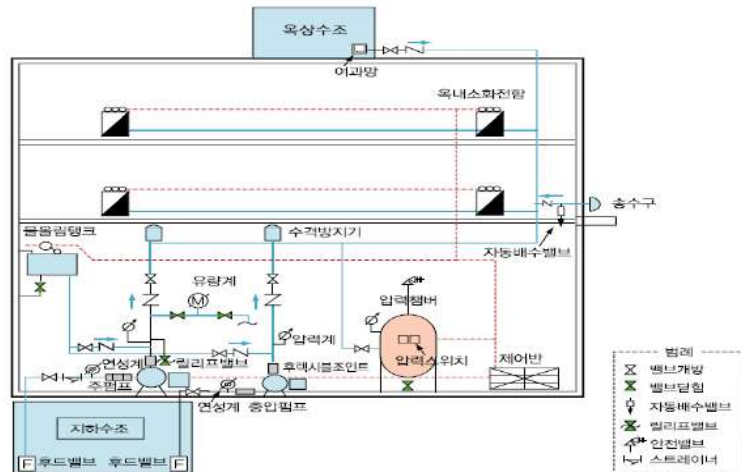 옥상수조
여과망
옥내소화전함
송수구
물올림탱크
수격방지기
자동배수밸브
유량계
압력챔버
압력계
연성계
릴리프밸브
후렉시블조인트
압력스위치
제어반
주펌프
연성계
충압펌프
지하수조
F
후드밸브
후드밸브
F
M
범례
밸브개방
밸브닫힘
자동배수밸브
릴리프밸브
안전밸브
스트레이너